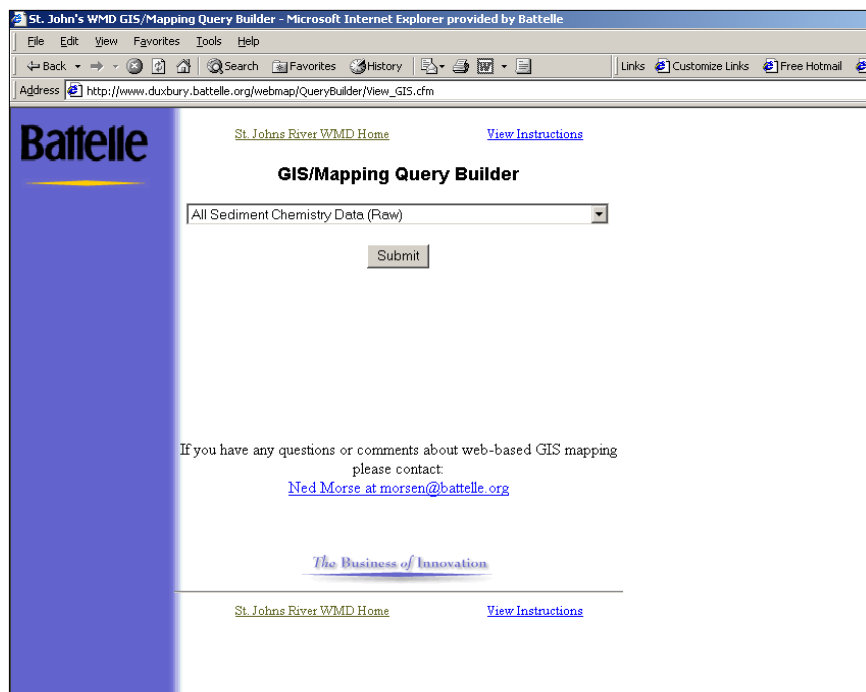 St. John's WMD GIS/Mapping Query Builder - Microsoft Internet Explorer provided by Battelle
File Edit View Favorites Tools Help
Back Search Favorites History Links Customize Links Free Hotmail
Address http://www.duxbury.battelle.org/webmap/QueryBuilder/View_GIS.cfm
Battelle
St. Johns River WMD Home View Instructions
GIS/Mapping Query Builder
All Sediment Chemistry Data (Raw)
Submit
If you have any questions or comments about web-based GIS mapping
please contact:
Ned Morse at morsen@battelle.org
The Business of Innovation
St. Johns River WMD Home View Instructions